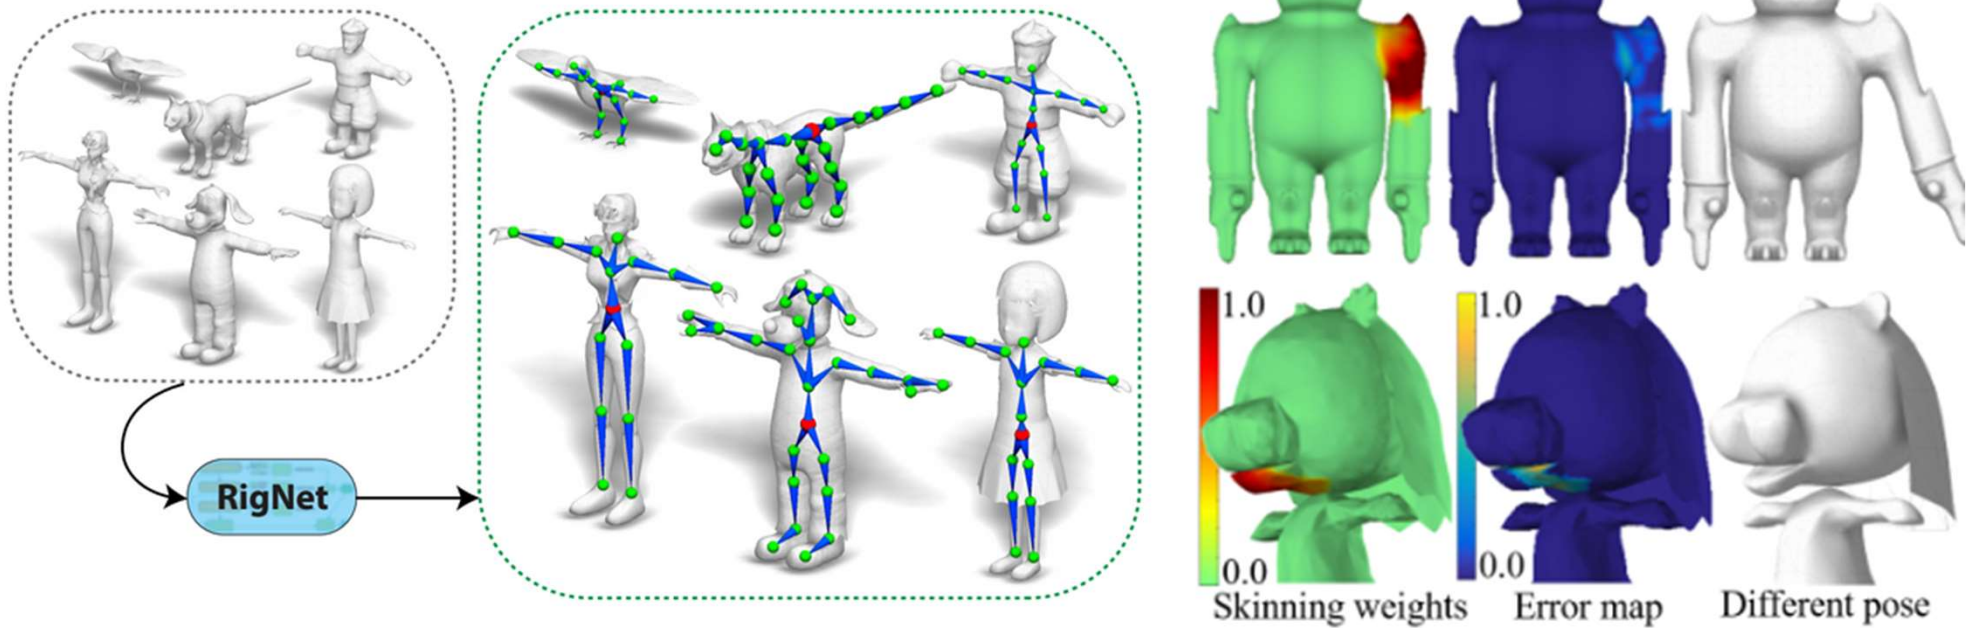 RigNet
1.0
1.0
0.0
0.0
Skinning weights
Error map
Different pose